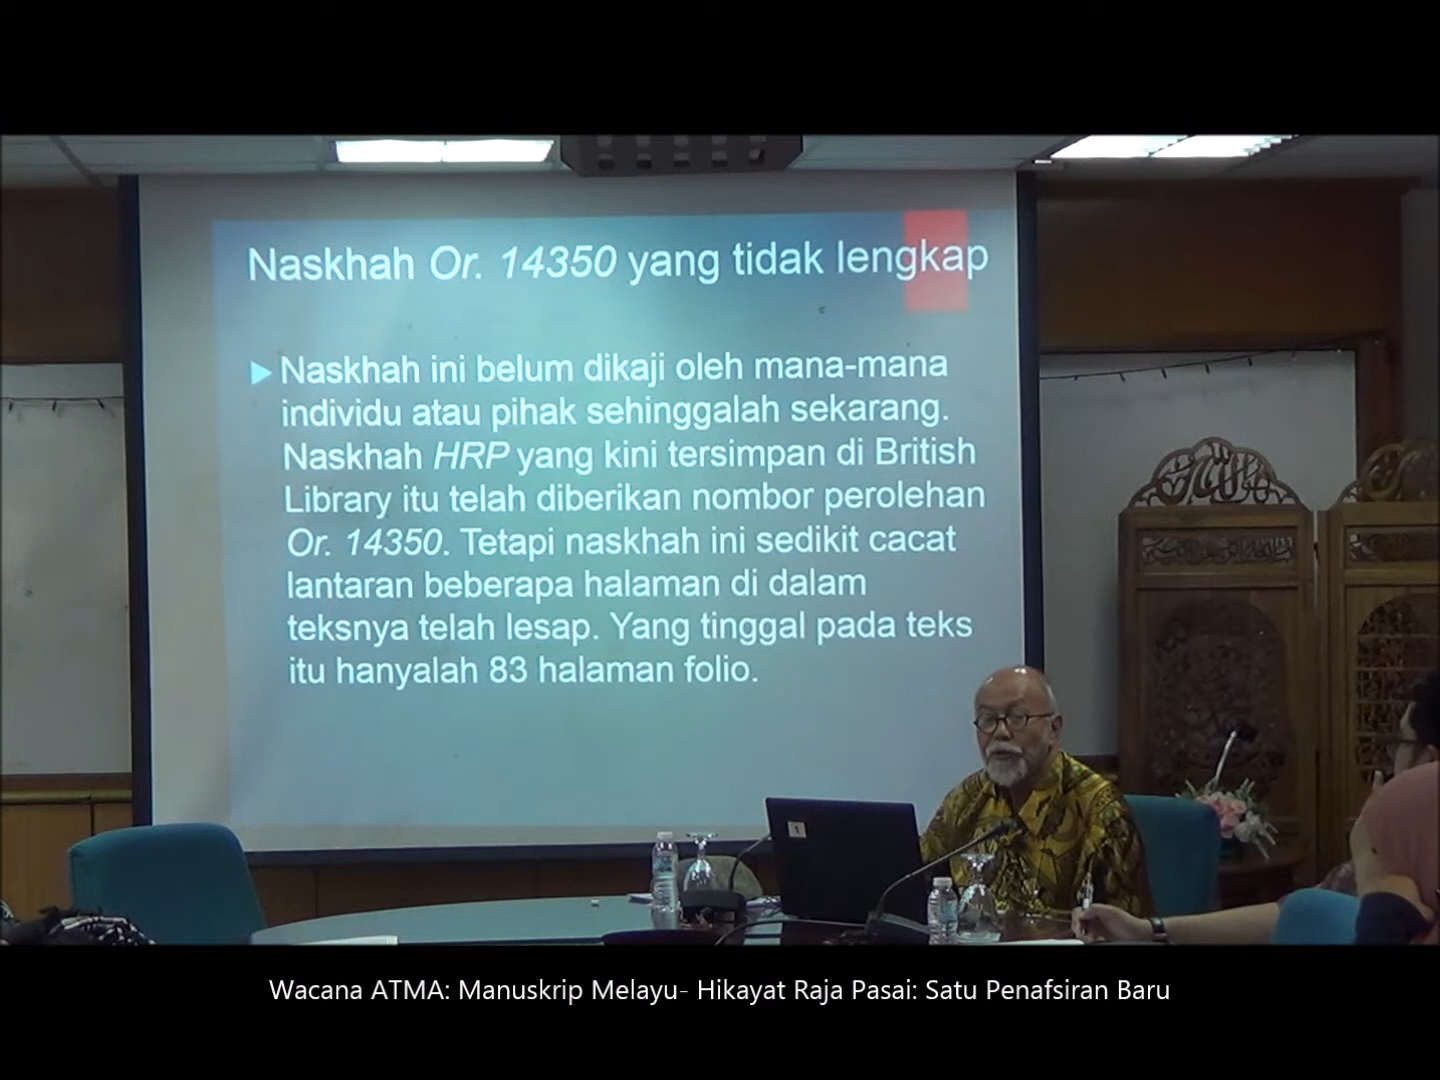 Naskhah Or. 14350 yang tidak lengkap
Naskhah ini belum dikaji oleh mana-mana
individu atau pihak sehinggalah sekarang.
Naskhah HRP yang kini tersimpan di British
Library itu telah diberikan nombor perolehan
Or. 14350. Tetapi naskhah ini sedikit cacat
lantaran beberapa halaman di dalam
teksnya telah lesap. Yang tinggal pada teks
itu hanyalah 83 halaman folio.
Wacana ATMA: Manuskrip Melayu- Hikayat Raja Pasai: Satu Penafsiran Baru